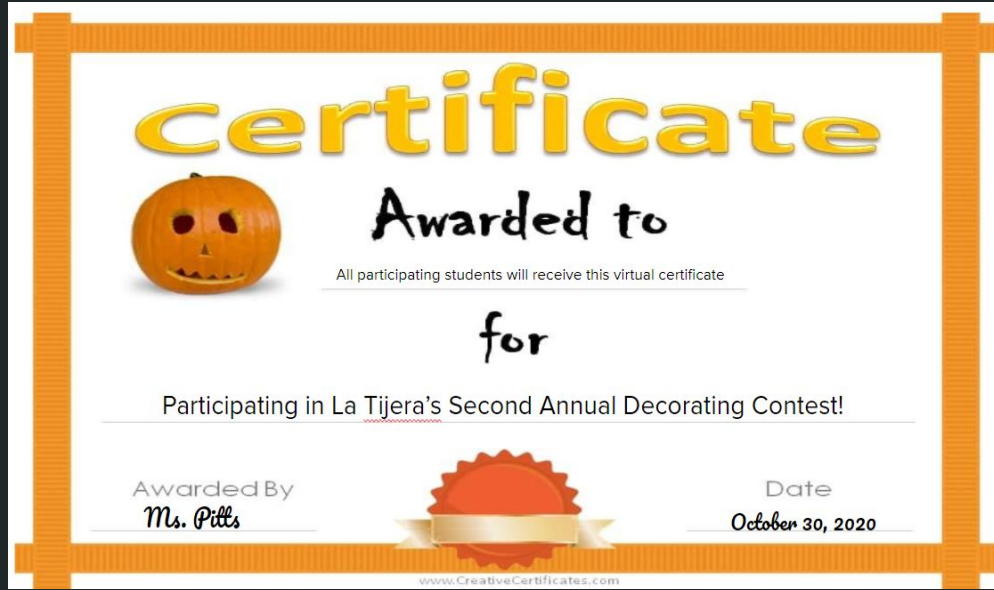 Certificate
Awarded to
All participating students will receive this virtual certificate
for
Participating in La Tijera’s Second Annual Decorating Contest!
Awarded By
Ms. Pitts
Date
October 30, 2020
www.CreativeCertificates.com